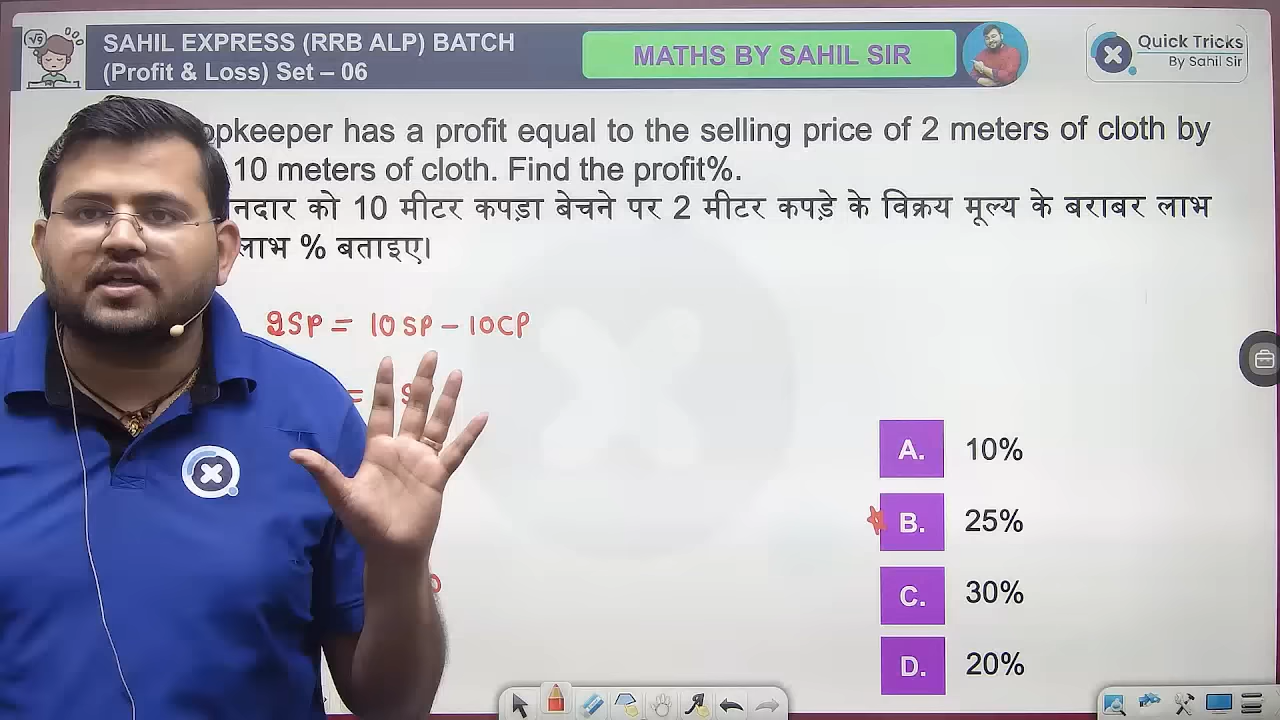 SAHIL EXPRESS (RRB ALP) BATCH
(Profit & Loss) Set – 06
MATHS BY SAHIL SIR
Quick Tricks
By Sahil Sir
opkeeper has a profit equal to the selling price of 2 meters of cloth by
10 meters of cloth. Find the profit%.
नदार को 10 मीटर कपड़ा बेचने पर 2 मीटर कपड़े के विक्रय मूल्य के बराबर लाभ
लाभ % बताइए।
2SP = 10SP – 10CP
A. 10%
B. 25%
C. 30%
D. 20%